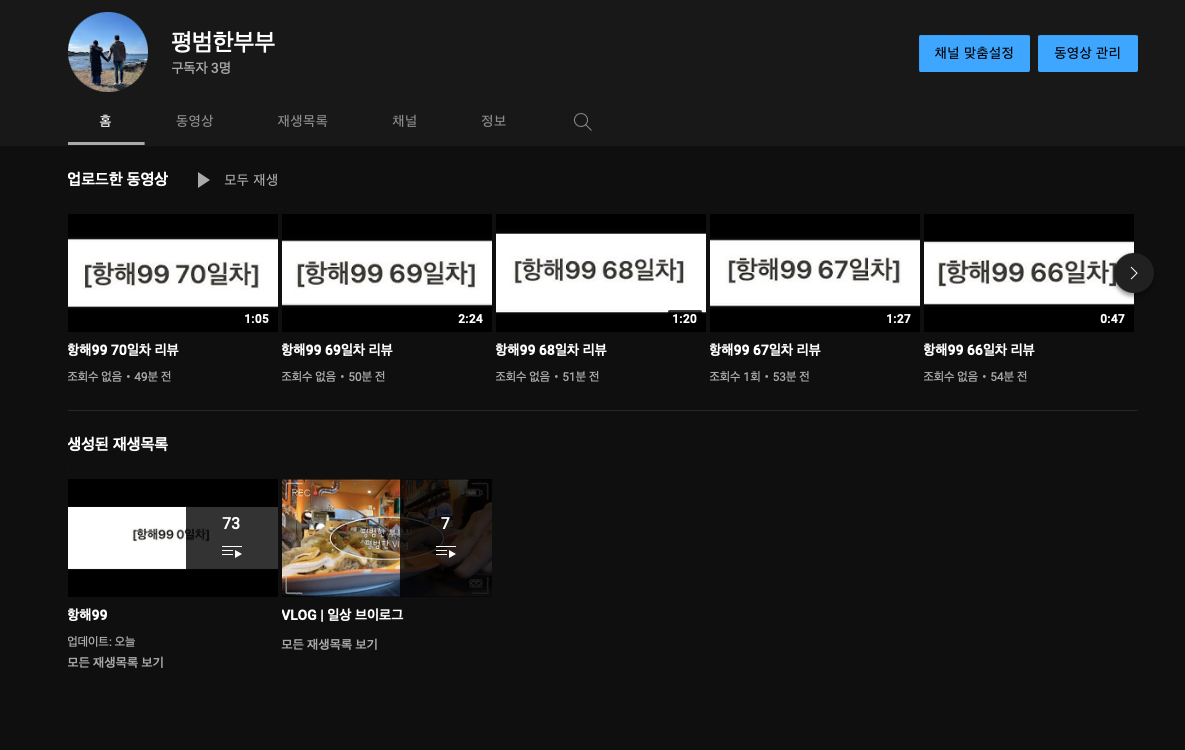 평범한부부
구독자 3명
채널 맞춤설정
동영상 관리
홈
동영상
재생목록
채널
정보
업로드한 동영상
모두 재생
[항해99 70일차]
1:05
[항해99 69일차]
2:24
[항해99 68일차]
1:20
[항해99 67일차]
1:27
[항해99 66일차]
0:47
항해99 70일차 리뷰
조회수 없음 • 49분 전
항해99 69일차 리뷰
조회수 없음 • 50분 전
항해99 68일차 리뷰
조회수 없음 • 51분 전
항해99 67일차 리뷰
조회수 1회 • 53분 전
항해99 66일차 리뷰
조회수 없음 • 54분 전
생성된 재생목록
[항해99 0일차]
73
REC
평범한
평범한
7
항해99
업데이트: 오늘
모든 재생목록 보기
VLOG | 일상 브이로그
모든 재생목록 보기